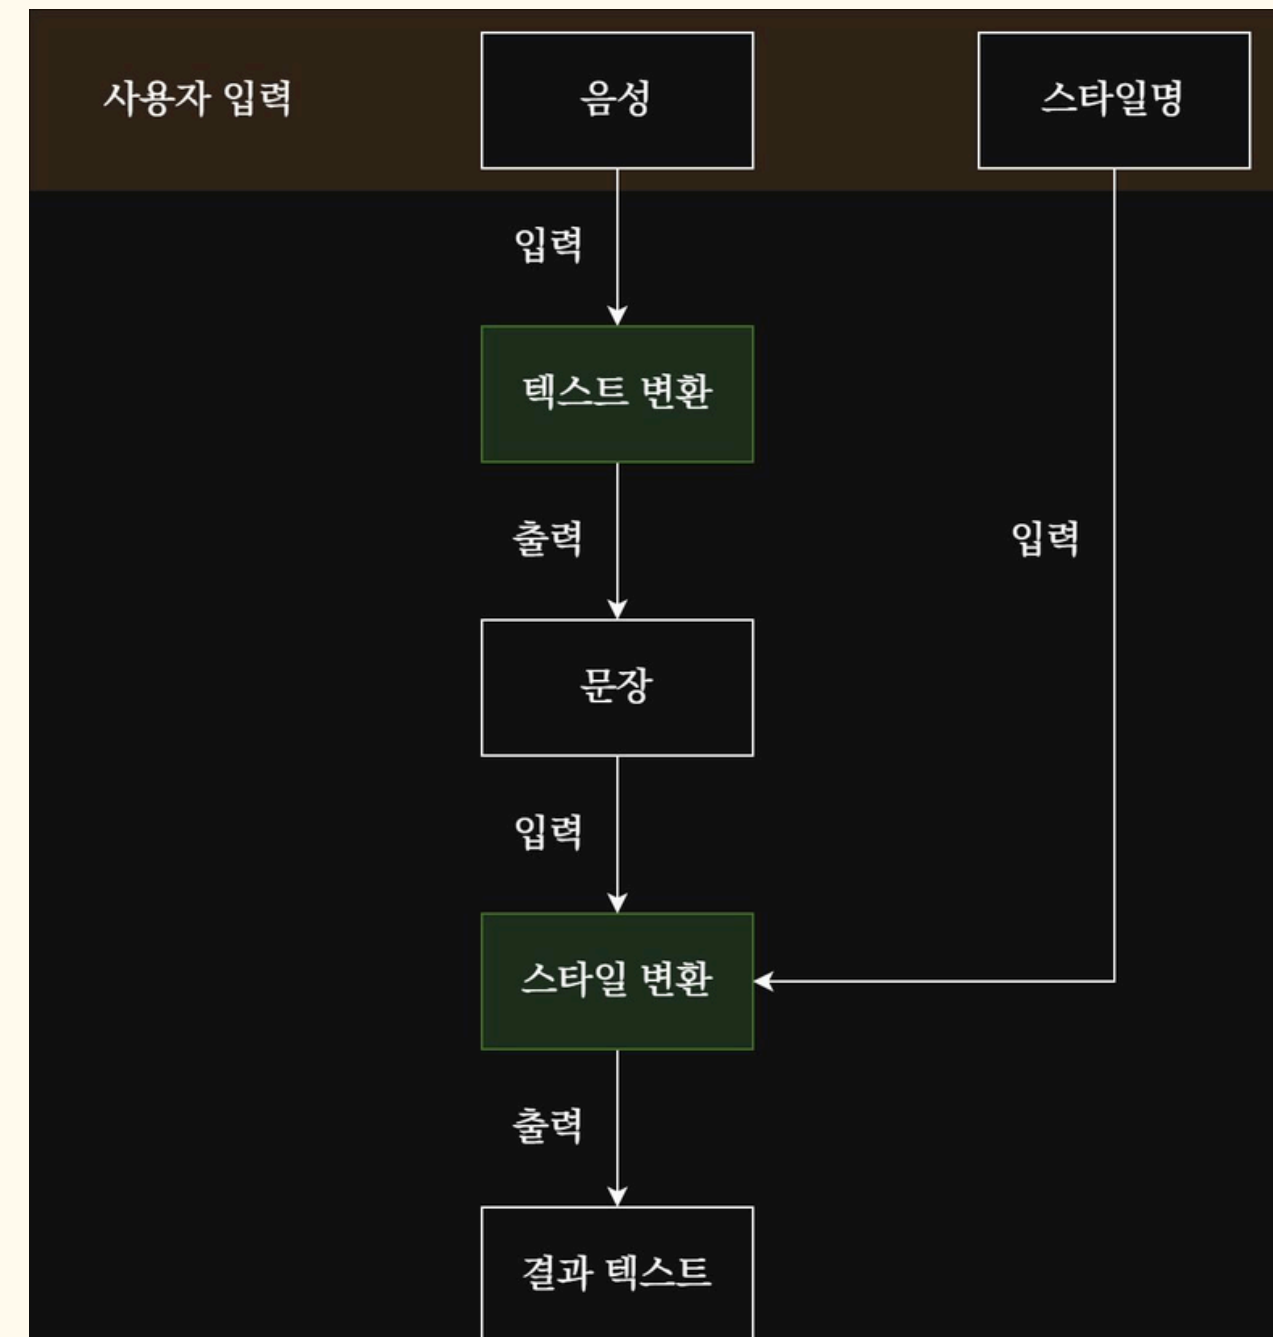 사용자 입력
음성
스타일명
입력
텍스트 변환
출력
입력
문장
입력
스타일 변환
출력
결과 텍스트